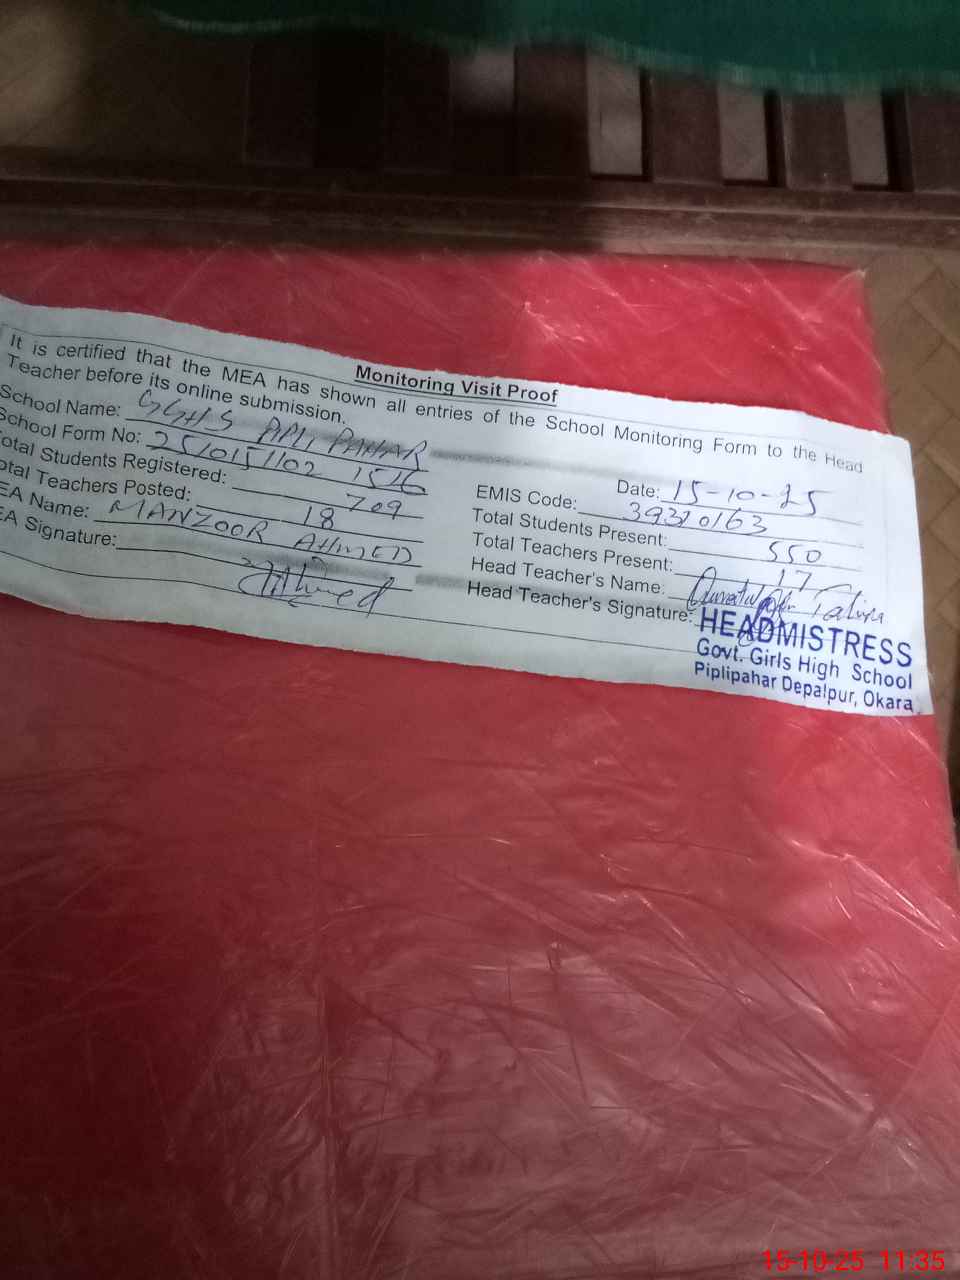 Monitoring Visit Proof
It is certified that the MEA has shown all entries of the School Monitoring Form to the Head
Teacher before its online submission.
Date: 15-10-25
School Name: GGHS PIPLI PAHAR
EMIS Code: 39320163
School Form No: 2510151102 1516
Total Students Present: 550
Total Students Registered: 709
Total Teachers Present: 17
Total Teachers Posted: 18
Head Teacher's Name: Tahira
EA Name: MANZOOR AHMED
Head Teacher's Signature:
EA Signature: Ahmed
HEADMISTRESS
Govt. Girls High School
Piplipahar Depalpur, Okara
15-10-25 11:35